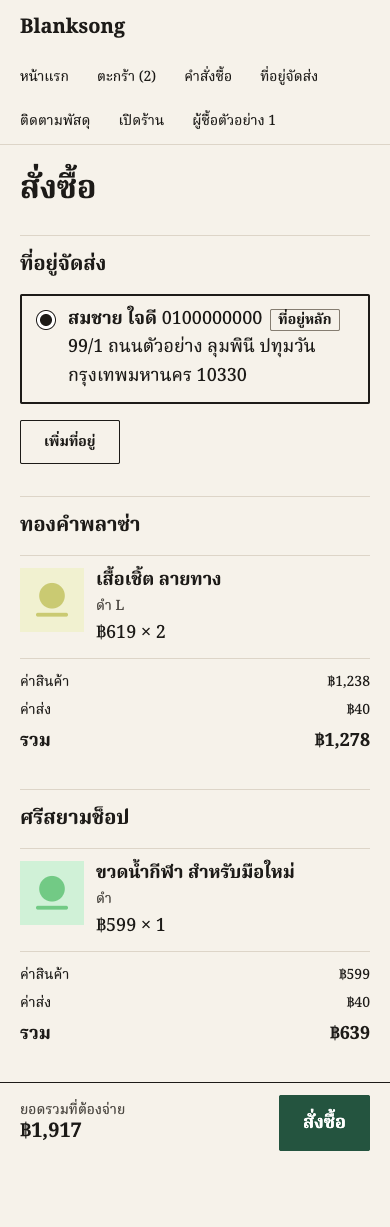 Blanksong
หน้าแรก ตะกร้า (2) คำสั่งซื้อ ที่อยู่จัดส่ง
ติดตามพัสดุ เปิดร้าน ผู้ซื้อตัวอย่าง 1
สั่งซื้อ
ที่อยู่จัดส่ง
สมชาย ใจดี 0100000000 ที่อยู่หลัก
99/1 ถนนตัวอย่าง ลุมพินี ปทุมวัน
กรุงเทพมหานคร 10330
เพิ่มที่อยู่
ทองคำพลาซ่า
เสื้อเชิ้ต ลายทาง
ดำ L
฿619 × 2
ค่าสินค้า ฿1,238
ค่าส่ง ฿40
รวม ฿1,278
ศรีสยามช็อป
ขวดน้ำกีฬา สำหรับมือใหม่
ดำ
฿599 × 1
ค่าสินค้า ฿599
ค่าส่ง ฿40
รวม ฿639
ยอดรวมที่ต้องจ่าย
฿1,917
สั่งซื้อ